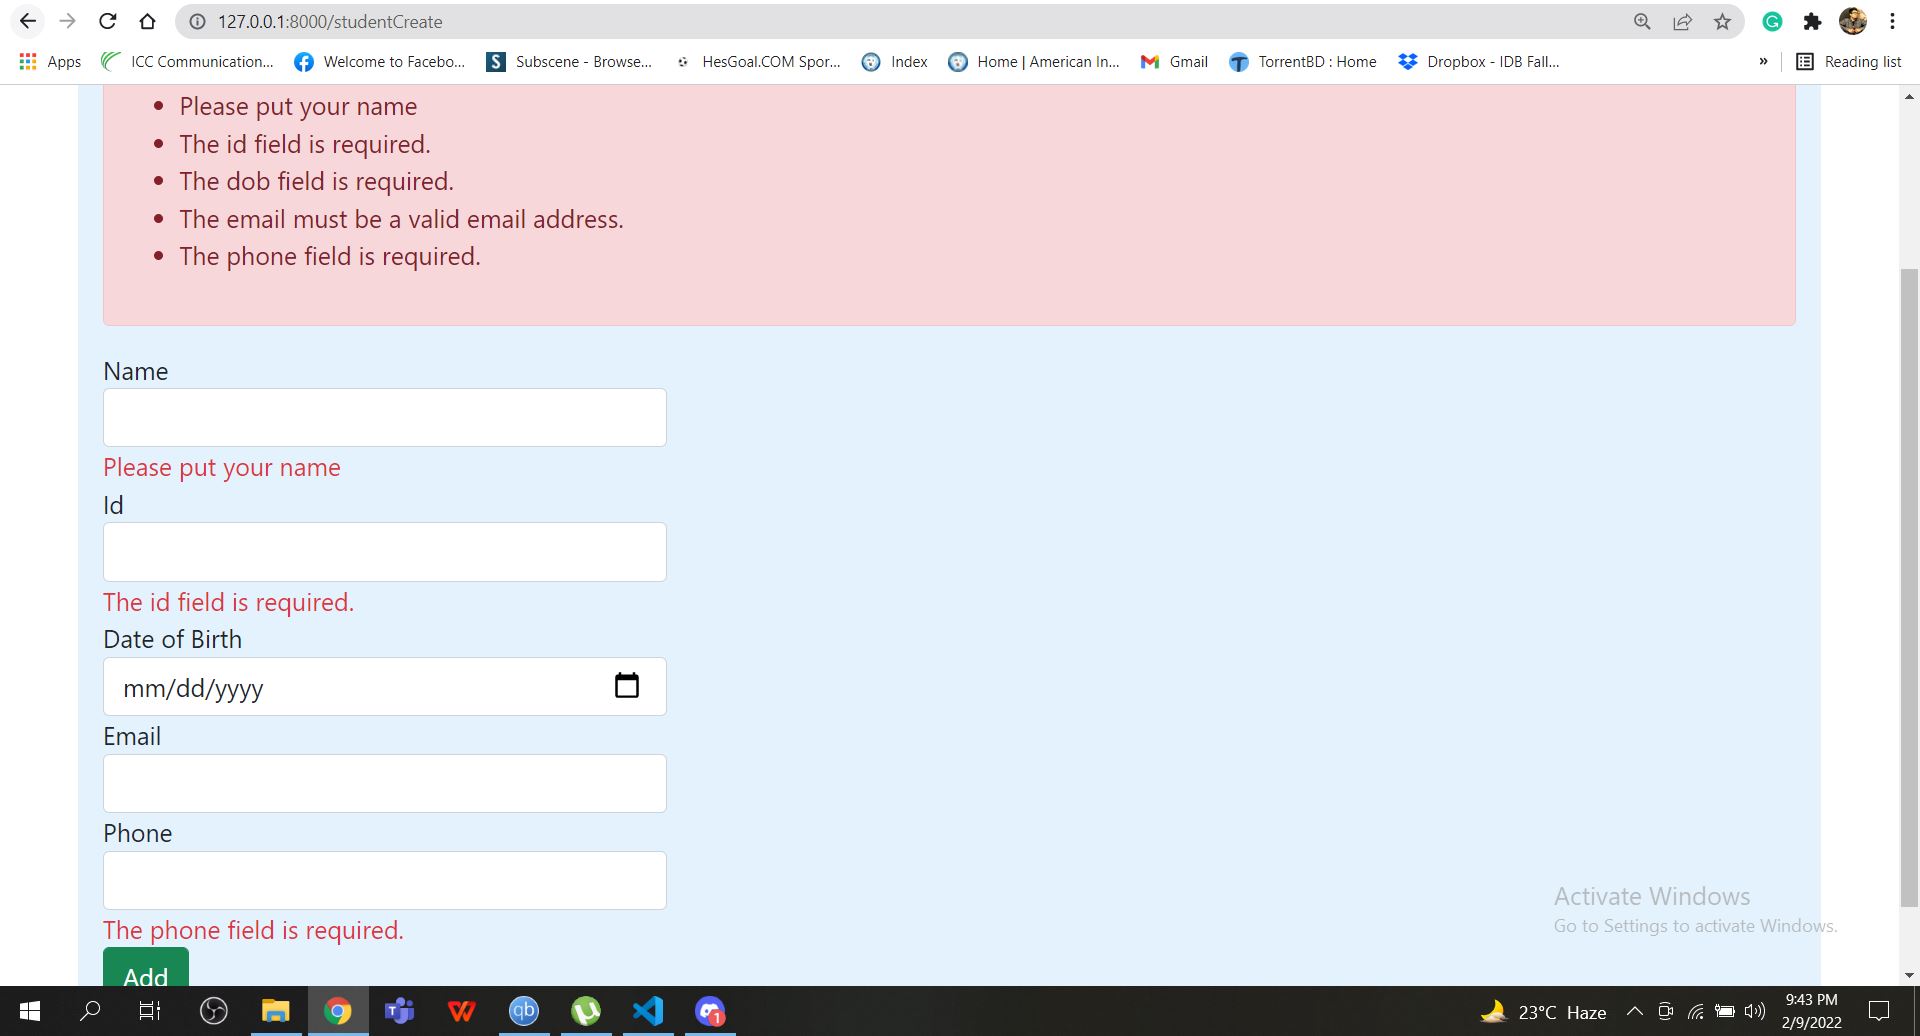 127.0.0.1:8000/studentCreate
Apps ICC Communication... Welcome to Facebo... Subscene - Browse... HesGoal.COM Spor... Index Home | American In... Gmail TorrentBD : Home Dropbox - IDB Fall... » Reading list
• Please put your name
• The id field is required.
• The dob field is required.
• The email must be a valid email address.
• The phone field is required.
Name
Please put your name
Id
The id field is required.
Date of Birth
mm/dd/yyyy
Email
Phone
The phone field is required.
Add
Activate Windows
Go to Settings to activate Windows.
23°C Haze
9:43 PM
2/9/2022